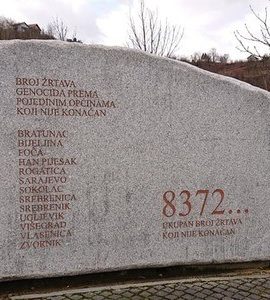 BROJ ŽRTAVA
GENOCIDA PREMA
POJEDINIM OPĆINAMA
KOJI NIJE KONAČAN
BRATUNAC
BIJELJINA
FOČA
HAN PIJESAK
ROGATICA
SARAJEVO
SOKOLAC
SREBRENICA
SREBRENIK
UGLJEVIK
VIŠEGRAD
VLASENICA
ZVORNIK
8372...
UKUPAN BROJ ŽRTAVA
KOJI NIJE KONAČAN